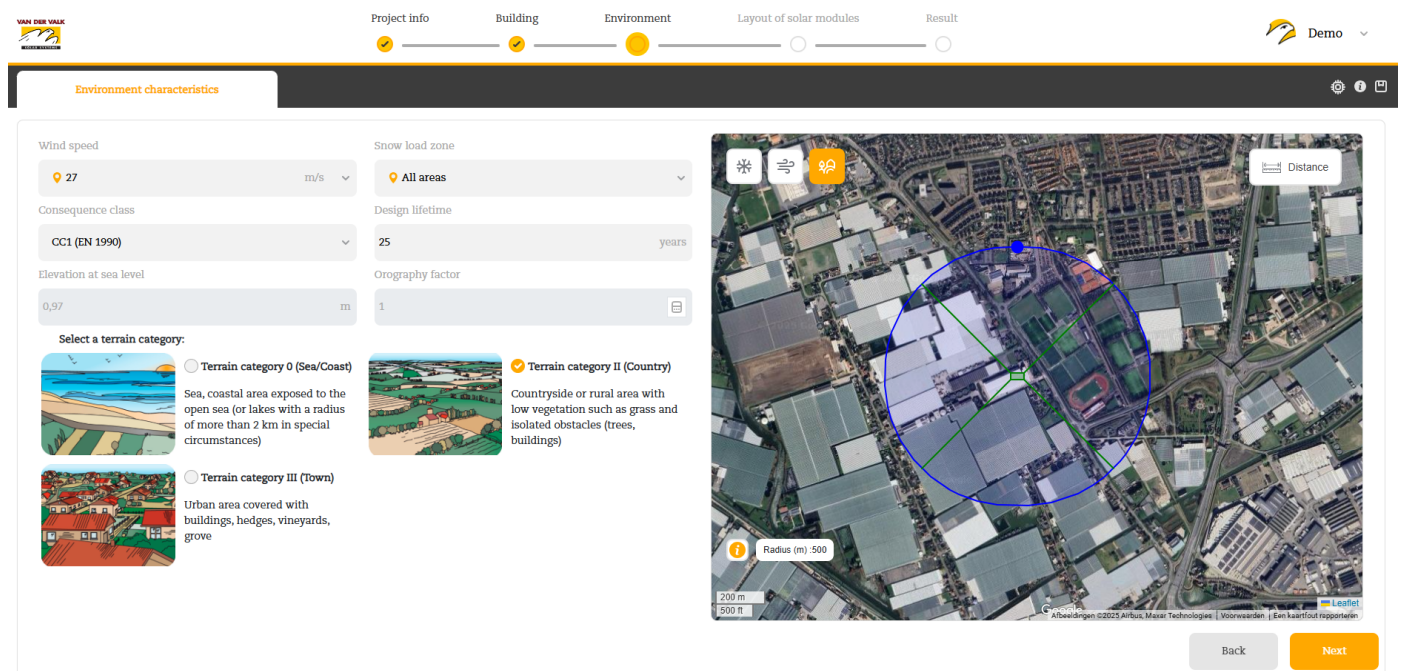 VAN DER VALK
SOLAR SYSTEMS
Project info
Building
Environment
Layout of solar modules
Result
Demo
Environment characteristics
Wind speed
Snow load zone
27 m/s
All areas
Consequence class
Design lifetime
CC1 (EN 1990)
25 years
Elevation at sea level
Orography factor
0,97 m
1
Select a terrain category:
Terrain category 0 (Sea/Coast)
Sea, coastal area exposed to the
open sea (or lakes with a radius
of more than 2 km in special
circumstances)
Terrain category II (Country)
Countryside or rural area with
low vegetation such as grass and
isolated obstacles (trees,
buildings)
Terrain category III (Town)
Urban area covered with
buildings, hedges, vineyards,
grove
Distance
Radius (m) :500
200 m
500 ft
Google
Leaflet
Afbeeldingen ©2025 Airbus, Maxar Technologies
Voorwaarden
Een kaartfout rapporteren
Back
Next